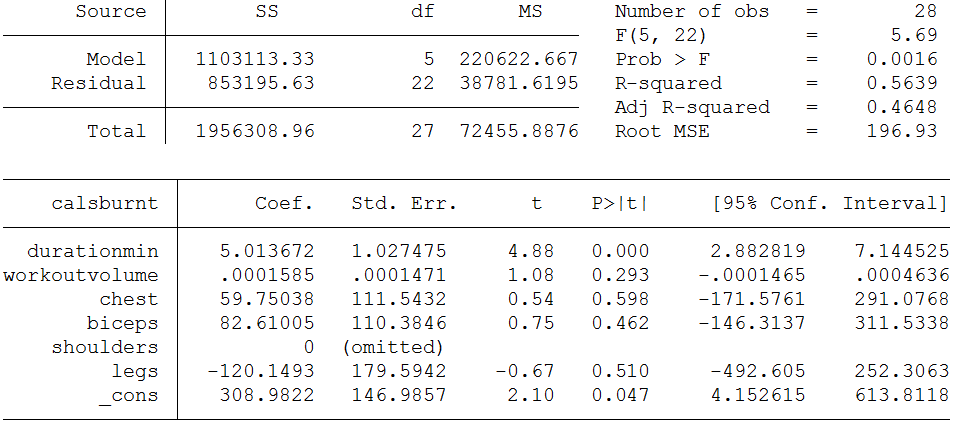 Source SS df MS Number of obs = 28
F(5, 22) = 5.69
Model 1103113.33 5 220622.667 Prob > F = 0.0016
Residual 853195.63 22 38781.6195 R-squared = 0.5639
Adj R-squared = 0.4648
Total 1956308.96 27 72455.8876 Root MSE = 196.93
calsburnt Coef. Std. Err. t P>|t| [95% Conf. Interval]
durationmin 5.013672 1.027475 4.88 0.000 2.882819 7.144525
workoutvolume .0001585 .0001471 1.08 0.293 -.0001465 .0004636
chest 59.75038 111.5432 0.54 0.598 -171.5761 291.0768
biceps 82.61005 110.3846 0.75 0.462 -146.3137 311.5338
shoulders 0 (omitted)
legs -120.1493 179.5942 -0.67 0.510 -492.605 252.3063
_cons 308.9822 146.9857 2.10 0.047 4.152615 613.8118